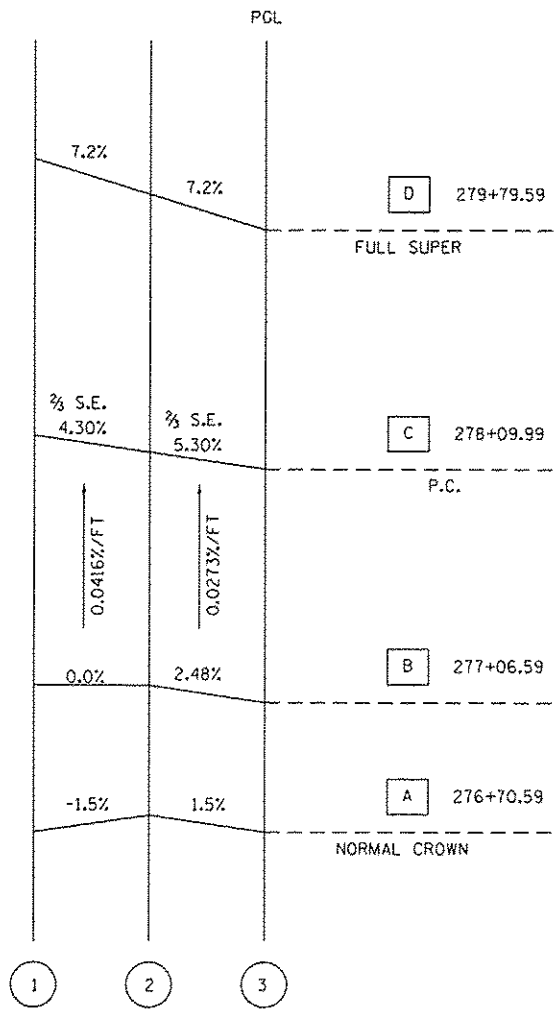 PGL
7.2%
7.2%
D 279+79.59
FULL SUPER
⅔ S.E.
4.30%
⅔ S.E.
5.30%
C 278+09.99
P.C.
0.0416%/FT
0.0273%/FT
0.0% 2.48%
B 277+06.59
-1.5% 1.5%
A 276+70.59
NORMAL CROWN
1 2 3